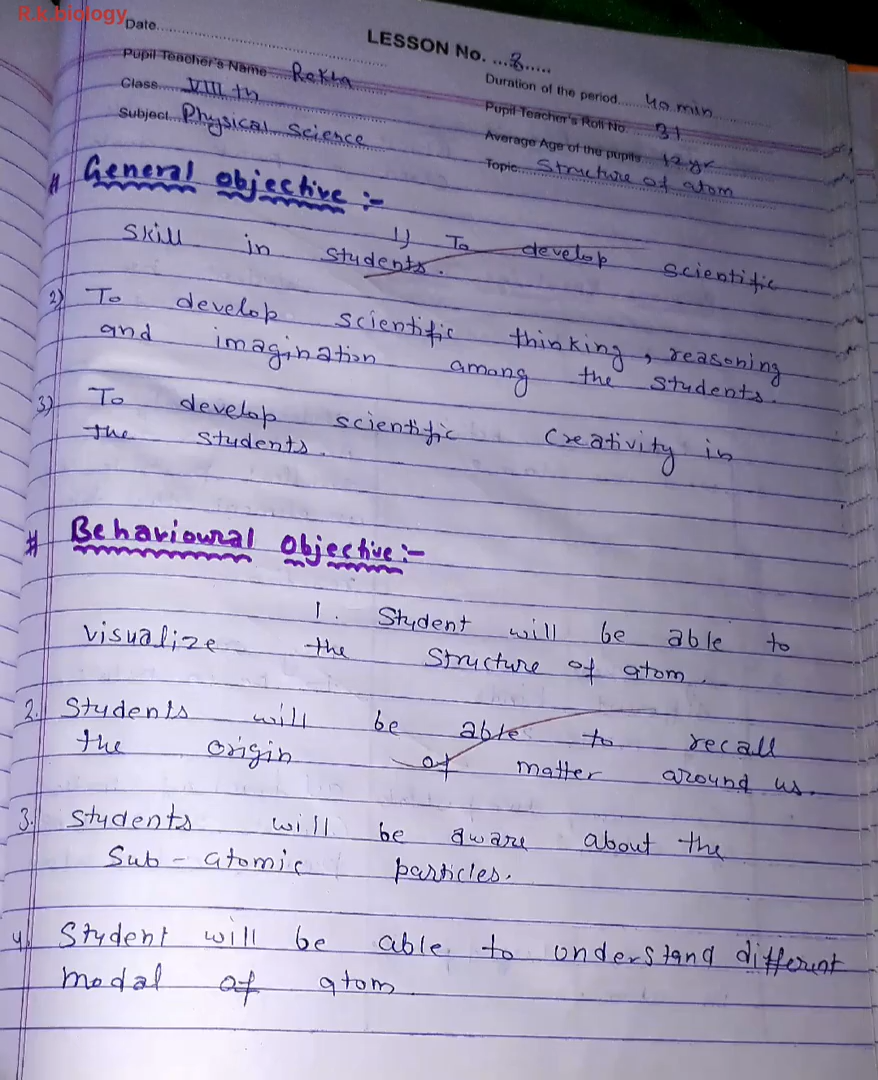 R.k.biology
LESSON No. ...8.....
Date.......
Pupil Teacher's Name Rekha
Duration of the period...... 40 min
Class...... VIII th
Pupil Teacher's Roll No. 31
Subject. Physical Science
Average Age of the pupils 12 yr
Topic... Structure of atom
# General objective :-
1) To develop scientific
skill in students.
2) To develop scientific thinking, reasoning
and imagination among the students.
3) To develop scientific Creativity in
the students.
# Behavioural Objective :-
1. Student will be able to
visualize the Structure of atom.
2. Students will be able to recall
the origin of matter around us.
3. Students will be aware about the
Sub-atomic particles.
4. Student will be able to understand different
modal of atom